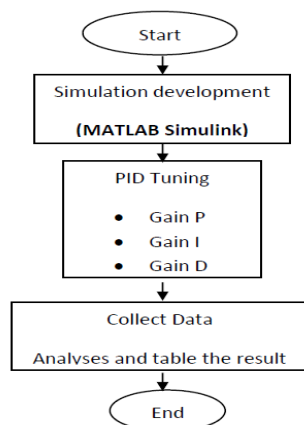 Start
Simulation development
(MATLAB Simulink)
PID Tuning
• Gain P
• Gain I
• Gain D
Collect Data
Analyses and table the result
End